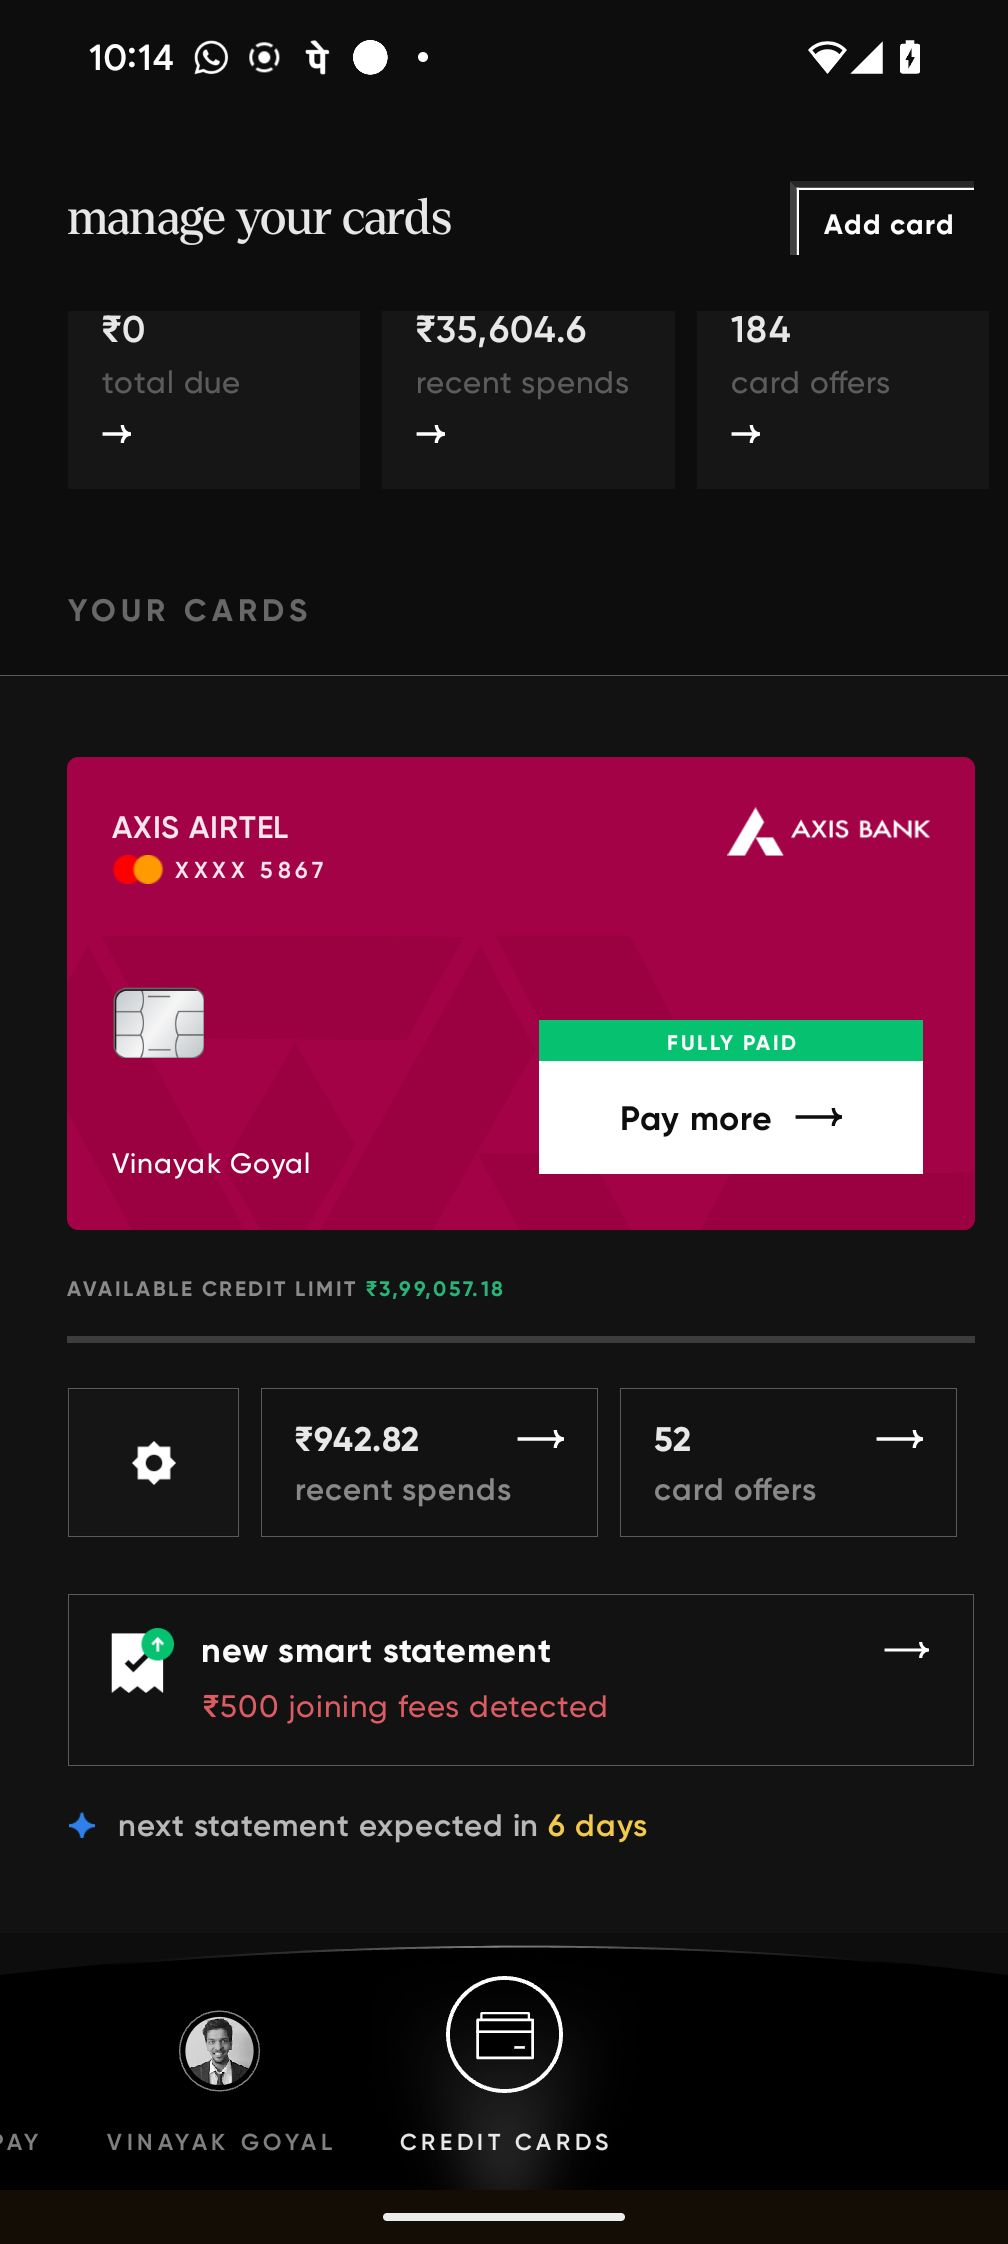 10:14 पे
manage your cards
Add card
₹0
total due
₹35,604.6
recent spends
184
card offers
YOUR CARDS
AXIS AIRTEL
XXXX 5867
AXIS BANK
FULLY PAID
Pay more
Vinayak Goyal
AVAILABLE CREDIT LIMIT ₹3,99,057.18
₹942.82
recent spends
52
card offers
new smart statement
₹500 joining fees detected
next statement expected in 6 days
PAY
VINAYAK GOYAL
CREDIT CARDS